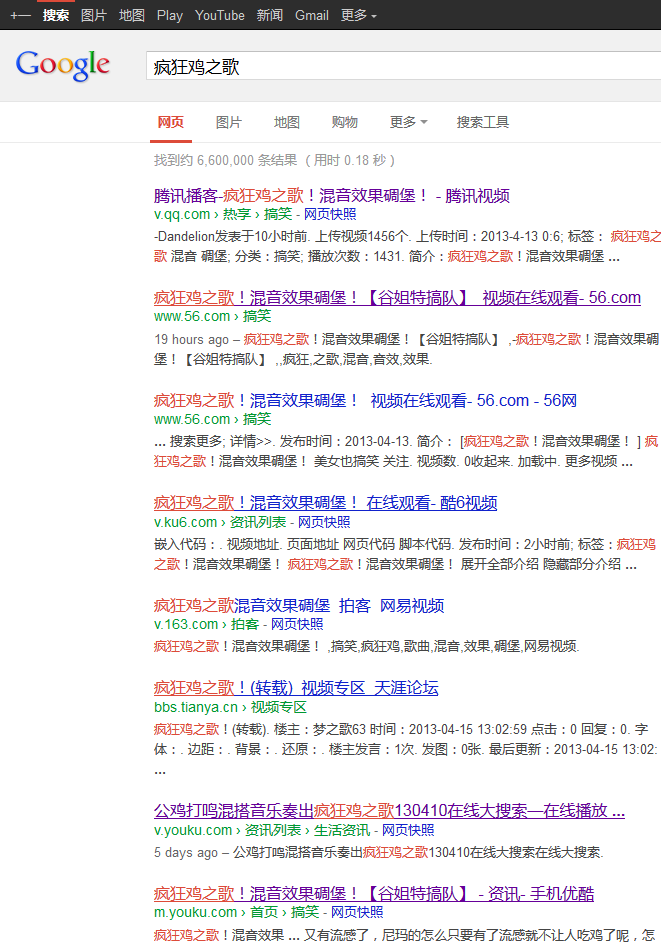 +一 搜索 图片 地图 Play YouTube 新闻 Gmail 更多
Google 疯狂鸡之歌
网页 图片 地图 购物 更多 搜索工具
找到约 6,600,000 条结果 （用时 0.18 秒）
腾讯播客-疯狂鸡之歌！混音效果碉堡！ - 腾讯视频
v.qq.com › 热享 › 搞笑 - 网页快照
-Dandelion发表于10小时前. 上传视频1456个. 上传时间：2013-4-13 0:6; 标签： 疯狂鸡之
歌 混音 碉堡; 分类：搞笑; 播放次数：1431. 简介：疯狂鸡之歌！混音效果碉堡 ...
疯狂鸡之歌！混音效果碉堡！【谷姐特搞队】_视频在线观看- 56.com
www.56.com › 搞笑
19 hours ago – 疯狂鸡之歌！混音效果碉堡！【谷姐特搞队】 ,-疯狂鸡之歌！混音效果碉
堡！【谷姐特搞队】 ,,疯狂,之歌,混音,音效,效果.
疯狂鸡之歌！混音效果碉堡！_视频在线观看- 56.com - 56网
www.56.com › 搞笑
... 搜索更多; 详情>>. 发布时间：2013-04-13. 简介： [疯狂鸡之歌！混音效果碉堡！ ] 疯
狂鸡之歌！混音效果碉堡！ 美女也搞笑 关注. 视频数. 0收起来. 加载中. 更多视频 ...
疯狂鸡之歌！混音效果碉堡！ 在线观看- 酷6视频
v.ku6.com › 资讯列表 - 网页快照
嵌入代码：. 视频地址. 页面地址 网页代码 脚本代码. 发布时间：2小时前; 标签：疯狂鸡
之歌！混音效果碉堡！ 疯狂鸡之歌！混音效果碉堡！ 展开全部介绍 隐藏部分介绍 ...
疯狂鸡之歌混音效果碉堡_拍客_网易视频
v.163.com › 拍客 - 网页快照
疯狂鸡之歌！混音效果碉堡！ ,搞笑,疯狂鸡,歌曲,混音,效果,碉堡,网易视频.
疯狂鸡之歌！(转载)_视频专区_天涯论坛
bbs.tianya.cn › 视频专区
疯狂鸡之歌！(转载). 楼主：梦之歌63 时间：2013-04-15 13:02:59 点击：0 回复：0. 字
体：. 边距：. 背景：. 还原：. 楼主发言：1次. 发图：0张. 最后更新：2013-04-15 13:02:
...
公鸡打鸣混搭音乐奏出疯狂鸡之歌130410在线大搜索—在线播放 ...
v.youku.com › 资讯列表 › 生活资讯 - 网页快照
5 days ago – 公鸡打鸣混搭音乐奏出疯狂鸡之歌130410在线大搜索在线大搜索.
疯狂鸡之歌！混音效果碉堡！【谷姐特搞队】 - 资讯- 手机优酷
m.youku.com › 首页 › 搞笑 - 网页快照
疯狂鸡之歌！混音效果 ... 又有流感了，尼玛的怎么只要有了流感就不让人吃鸡了呢，怎